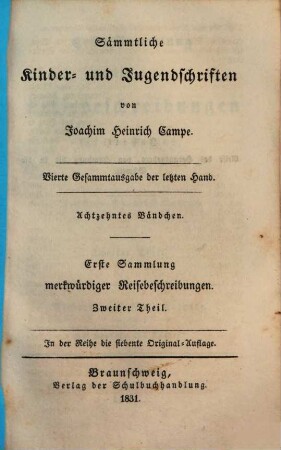 Sämmtliche
Kinder- und Jugendschriften
von
Joachim Heinrich Campe.
Vierte Gesammtausgabe der letzten Hand.
Achtzehntes Bändchen.
Erste Sammlung
merkwürdiger Reisebeschreibungen.
Zweiter Theil.
In der Reihe die siebente Original-Auflage.
Braunschweig,
Verlag der Schulbuchhandlung.
1831.